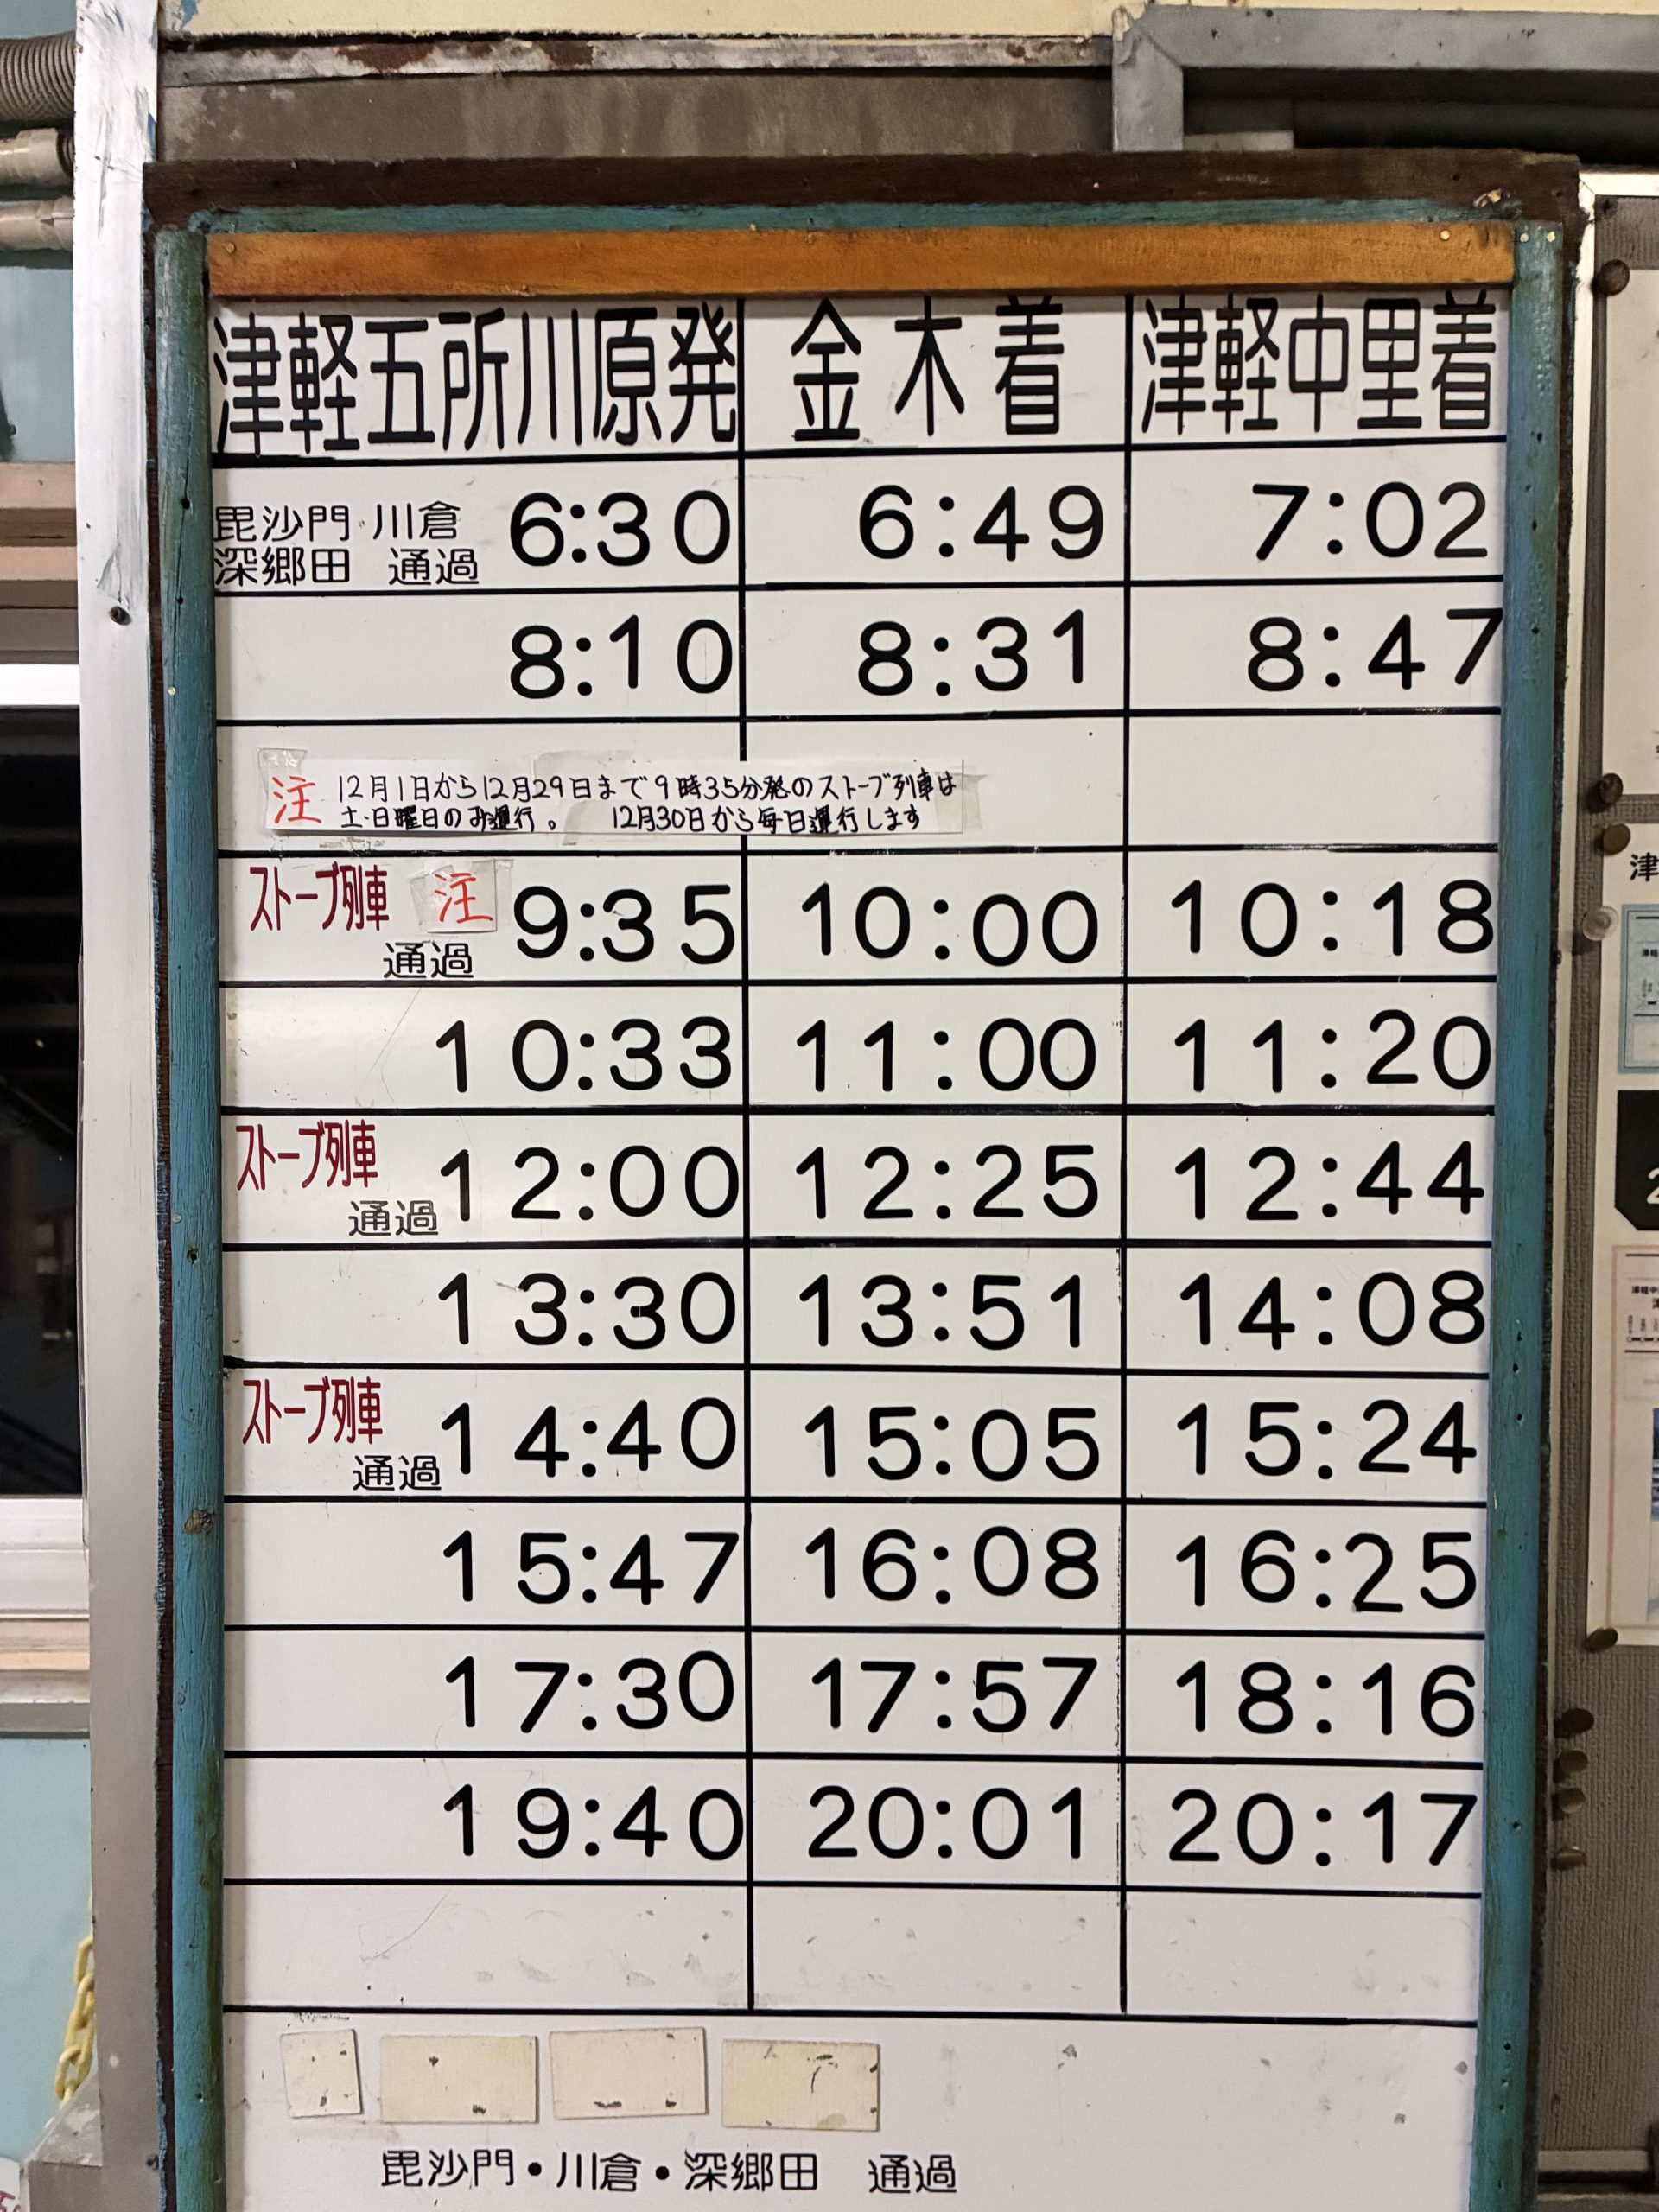 津軽五所川原発 金木着 津軽中里着
毘沙門・川倉
深郷田 通過 6:30 6:49 7:02
8:10 8:31 8:47
注 12月1日から12月29日まで9時35分発のストーブ列車は
土・日曜日のみ運行。 12月30日から毎日運行します
ストーブ列車 注
通過 9:35 10:00 10:18
10:33 11:00 11:20
ストーブ列車
通過 12:00 12:25 12:44
13:30 13:51 14:08
ストーブ列車
通過 14:40 15:05 15:24
15:47 16:08 16:25
17:30 17:57 18:16
19:40 20:01 20:17
毘沙門・川倉・深郷田 通過
津